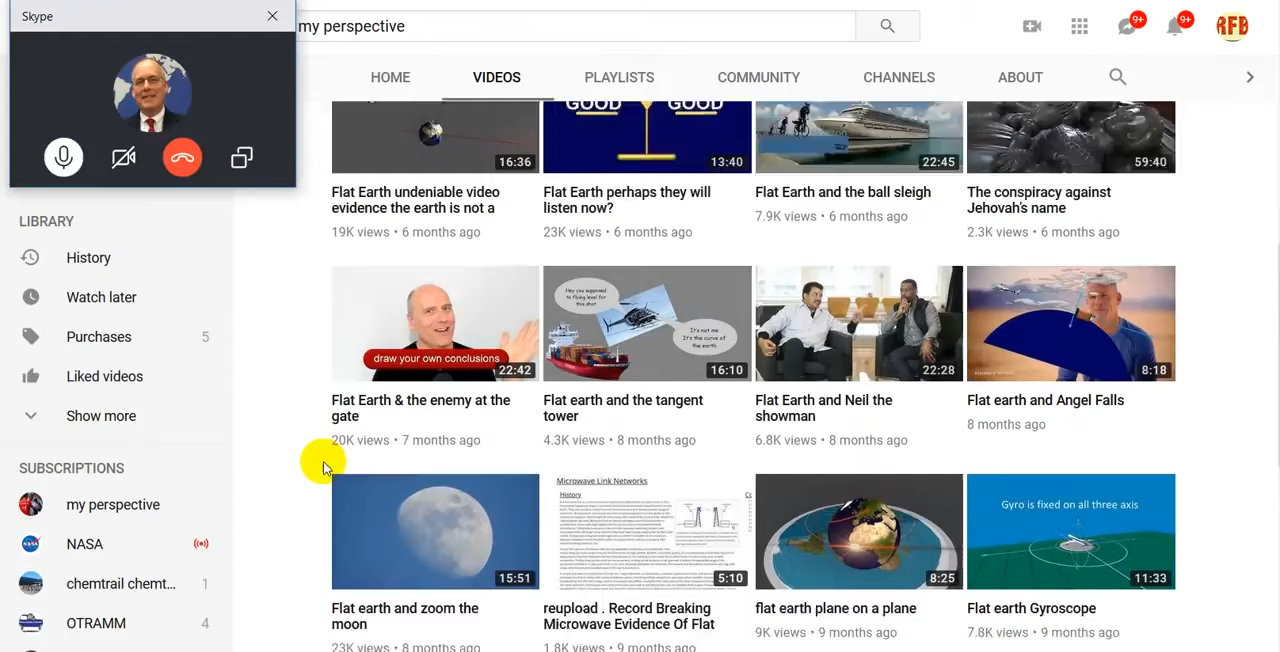 Skype
my perspective
9+
9+
RFB
HOME
VIDEOS
PLAYLISTS
COMMUNITY
CHANNELS
ABOUT
GOOD
GOOD
16:36
13:40
22:45
59:40
Flat Earth undeniable video
evidence the earth is not a
19K views • 6 months ago
Flat Earth perhaps they will
listen now?
23K views • 6 months ago
Flat Earth and the ball sleigh
7.9K views • 6 months ago
The conspiracy against
Jehovah's name
2.3K views • 6 months ago
LIBRARY
History
Watch later
Purchases
5
Liked videos
Show more
draw your own conclusions
22:42
Hey you supposed
to flying level for
this shot
It's not me
It's the curve of
the earth
16:10
22:28
8:18
Flat Earth & the enemy at the
gate
20K views • 7 months ago
Flat earth and the tangent
tower
4.3K views • 8 months ago
Flat Earth and Neil the
showman
6.8K views • 8 months ago
Flat earth and Angel Falls
8 months ago
SUBSCRIPTIONS
my perspective
NASA
chemtrail chemt...
1
OTRAMM
4
15:51
Microwave Link Networks
History
5:10
8:25
Gyro is fixed on all three axis
11:33
Flat earth and zoom the
moon
23K views • 8 months ago
reupload . Record Breaking
Microwave Evidence Of Flat
1.8K views • 9 months ago
flat earth plane on a plane
9K views • 9 months ago
Flat earth Gyroscope
7.8K views • 9 months ago